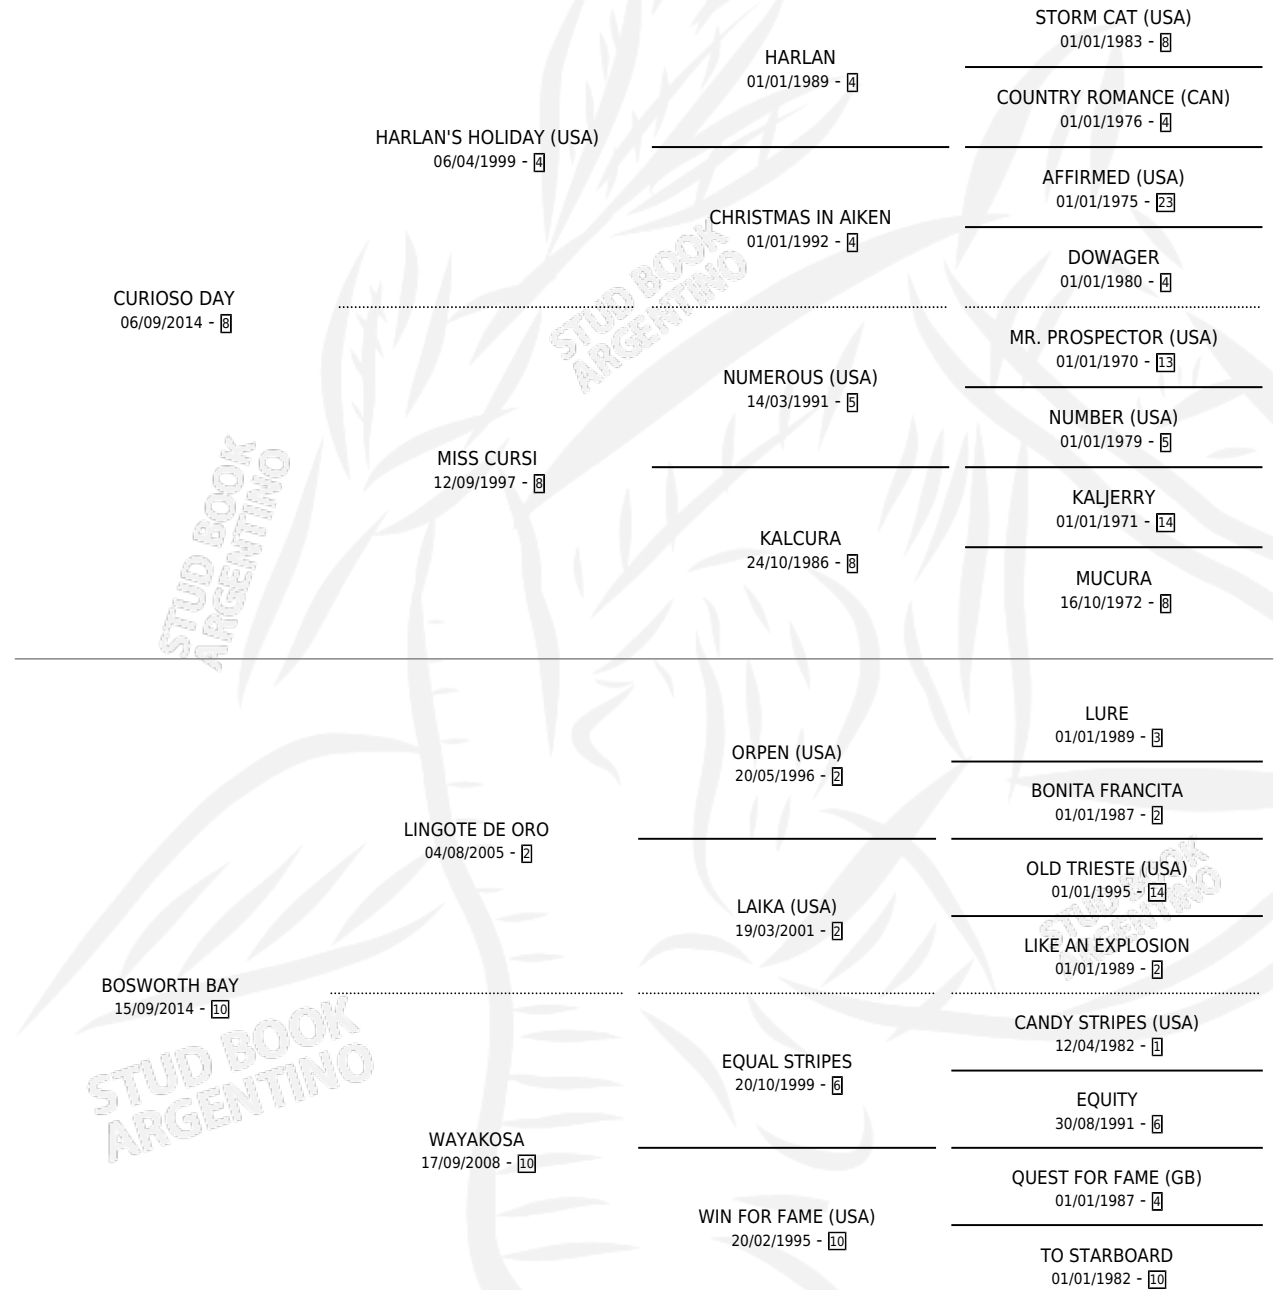 STORM CAT (USA)
01/01/1983 - 8
HARLAN
01/01/1989 - 4
COUNTRY ROMANCE (CAN)
01/01/1976 - 4
HARLAN'S HOLIDAY (USA)
06/04/1999 - 4
AFFIRMED (USA)
01/01/1975 - 23
CHRISTMAS IN AIKEN
01/01/1992 - 4
DOWAGER
01/01/1980 - 4
CURIOSO DAY
06/09/2014 - 8
STUD BOOK
ARGENTINO
MR. PROSPECTOR (USA)
01/01/1970 - 13
NUMEROUS (USA)
14/03/1991 - 5
NUMBER (USA)
01/01/1979 - 5
MISS CURSI
12/09/1997 - 8
KALJERRY
01/01/1971 - 14
KALCURA
24/10/1986 - 8
MUCURA
16/10/1972 - 8
STUD BOOK
ARGENTINO
LURE
01/01/1989 - 3
ORPEN (USA)
20/05/1996 - 2
BONITA FRANCITA
01/01/1987 - 2
LINGOTE DE ORO
04/08/2005 - 2
OLD TRIESTE (USA)
01/01/1995 - 14
LAIKA (USA)
19/03/2001 - 2
STUD BOOK
ARGENTINO
LIKE AN EXPLOSION
01/01/1989 - 2
BOSWORTH BAY
15/09/2014 - 10
CANDY STRIPES (USA)
12/04/1982 - 1
EQUAL STRIPES
20/10/1999 - 6
EQUITY
30/08/1991 - 6
STUD BOOK
ARGENTINO
WAYAKOSA
17/09/2008 - 10
QUEST FOR FAME (GB)
01/01/1987 - 4
WIN FOR FAME (USA)
20/02/1995 - 10
TO STARBOARD
01/01/1982 - 10